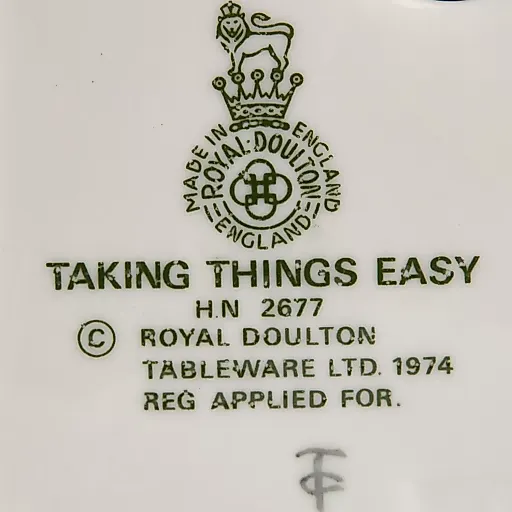 MADE IN ENGLAND
ROYAL DOULTON
ENGLAND
TAKING THINGS EASY
H.N 2677
© ROYAL DOULTON
TABLEWARE LTD. 1974
REG APPLIED FOR.